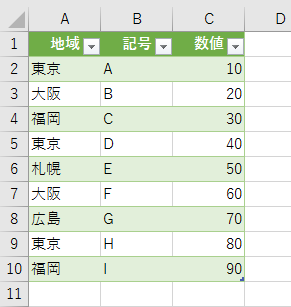 A B C D
1 地域 記号 数値
2 東京 A 10
3 大阪 B 20
4 福岡 C 30
5 東京 D 40
6 札幌 E 50
7 大阪 F 60
8 広島 G 70
9 東京 H 80
10 福岡 I 90
11